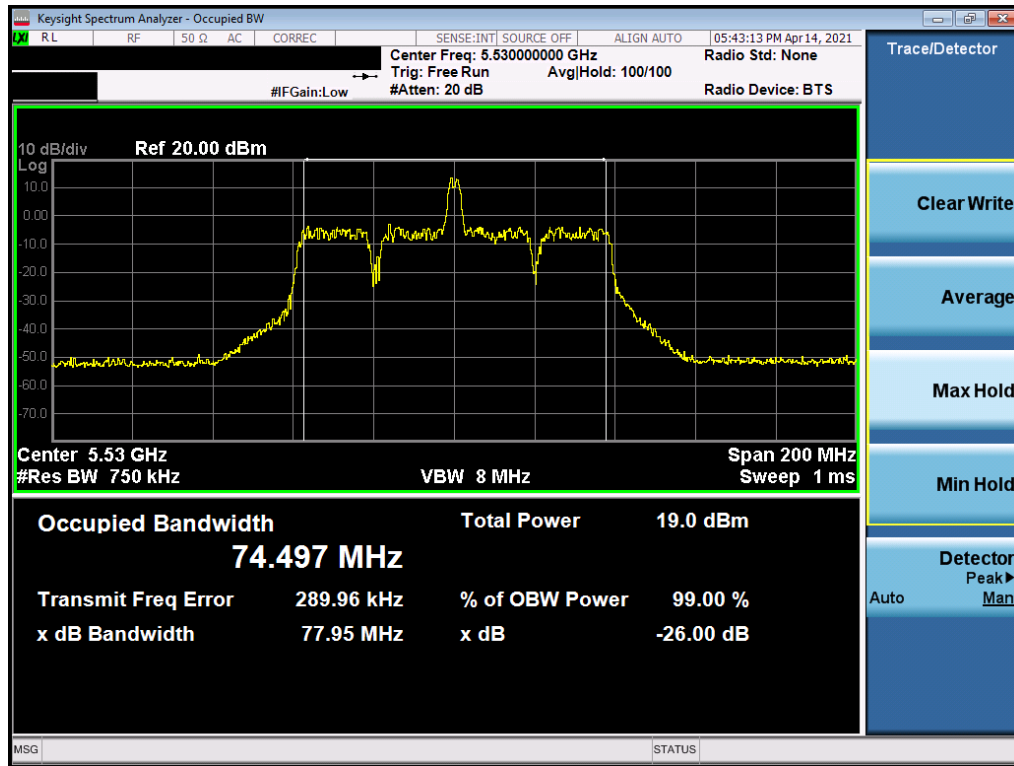 Keysight Spectrum Analyzer - Occupied BW
LXI RL RF 50 Ω AC CORREC SENSE:INT SOURCE OFF ALIGN AUTO 05:43:13 PM Apr 14, 2021
Center Freq: 5.530000000 GHz Radio Std: None
Trig: Free Run Avg|Hold: 100/100
#IFGain:Low #Atten: 20 dB Radio Device: BTS
Trace/Detector
10 dB/div Ref 20.00 dBm
Log
10.0
0.00
-10.0
-20.0
-30.0
-40.0
-50.0
-60.0
-70.0
Center 5.53 GHz Span 200 MHz
#Res BW 750 kHz VBW 8 MHz Sweep 1 ms
Occupied Bandwidth Total Power 19.0 dBm
74.497 MHz
Transmit Freq Error 289.96 kHz % of OBW Power 99.00 %
x dB Bandwidth 77.95 MHz x dB -26.00 dB
Clear Write
Average
Max Hold
Min Hold
Detector
Peak▶
Auto Man
MSG STATUS